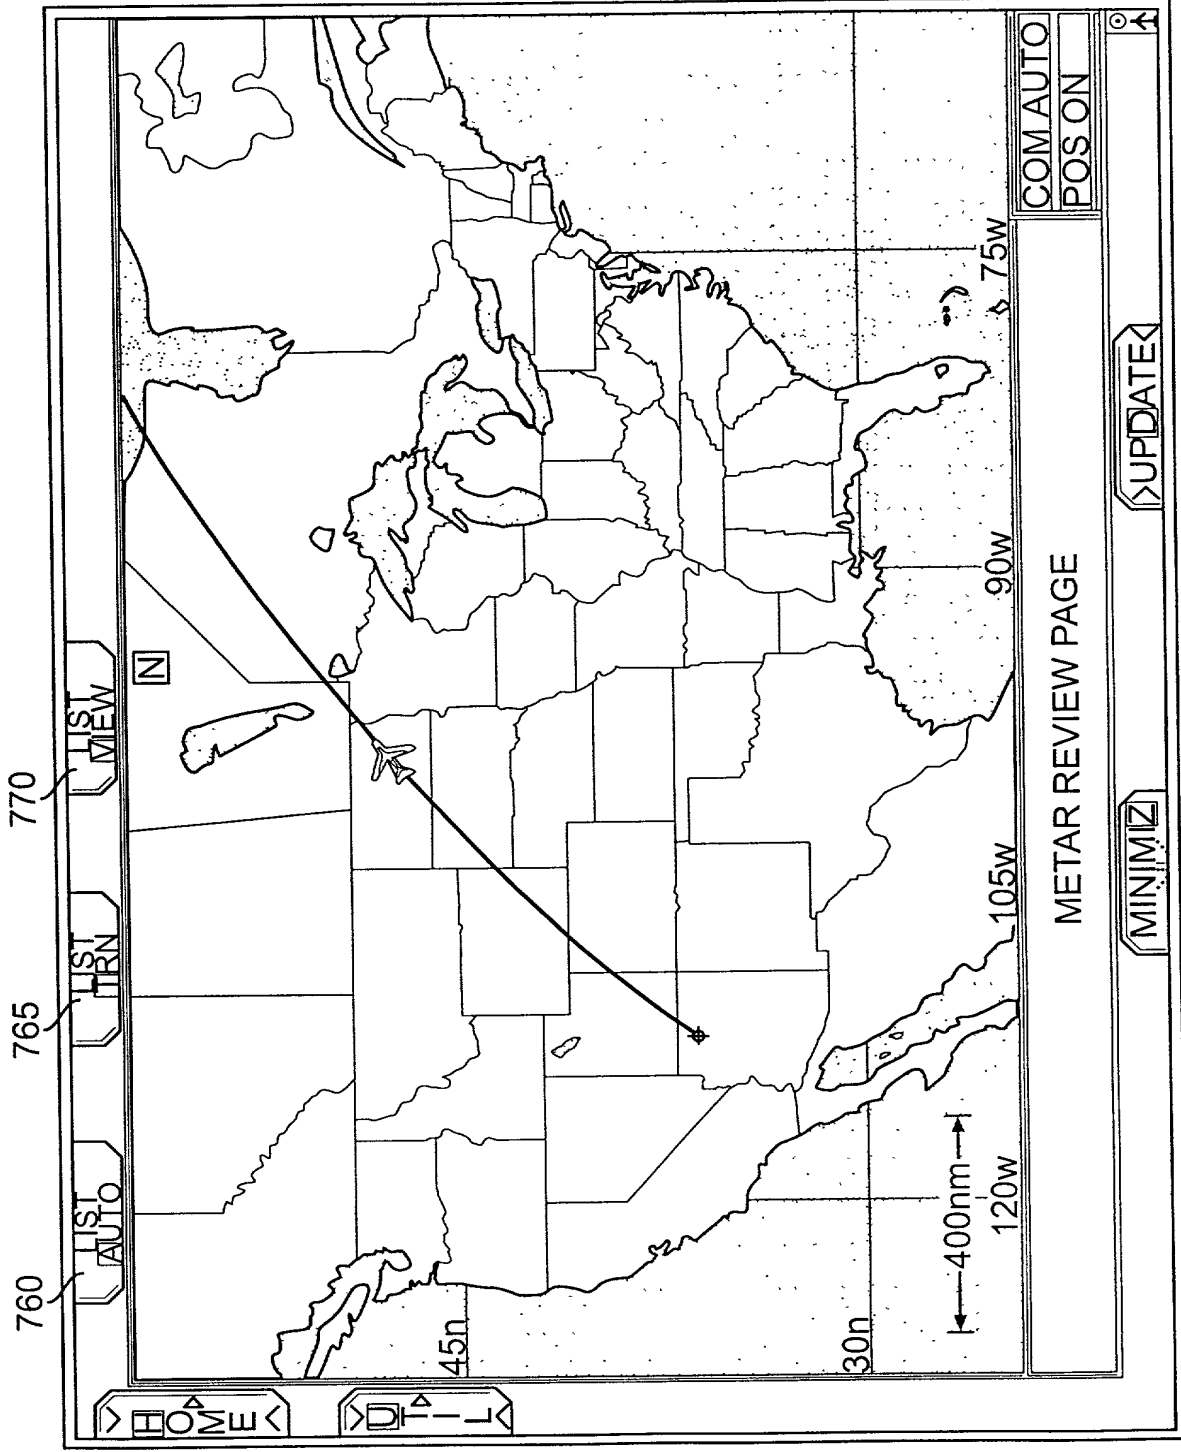 760
765
770
LIST
AUTO
LIST
TRN
LIST
VIEW
>HOME<
>UTIL<
N
45n
30n
400nm
120w
105w
90w
75w
METAR REVIEW PAGE
COM AUTO
POS ON
MINIMIZ
>UPDATE<